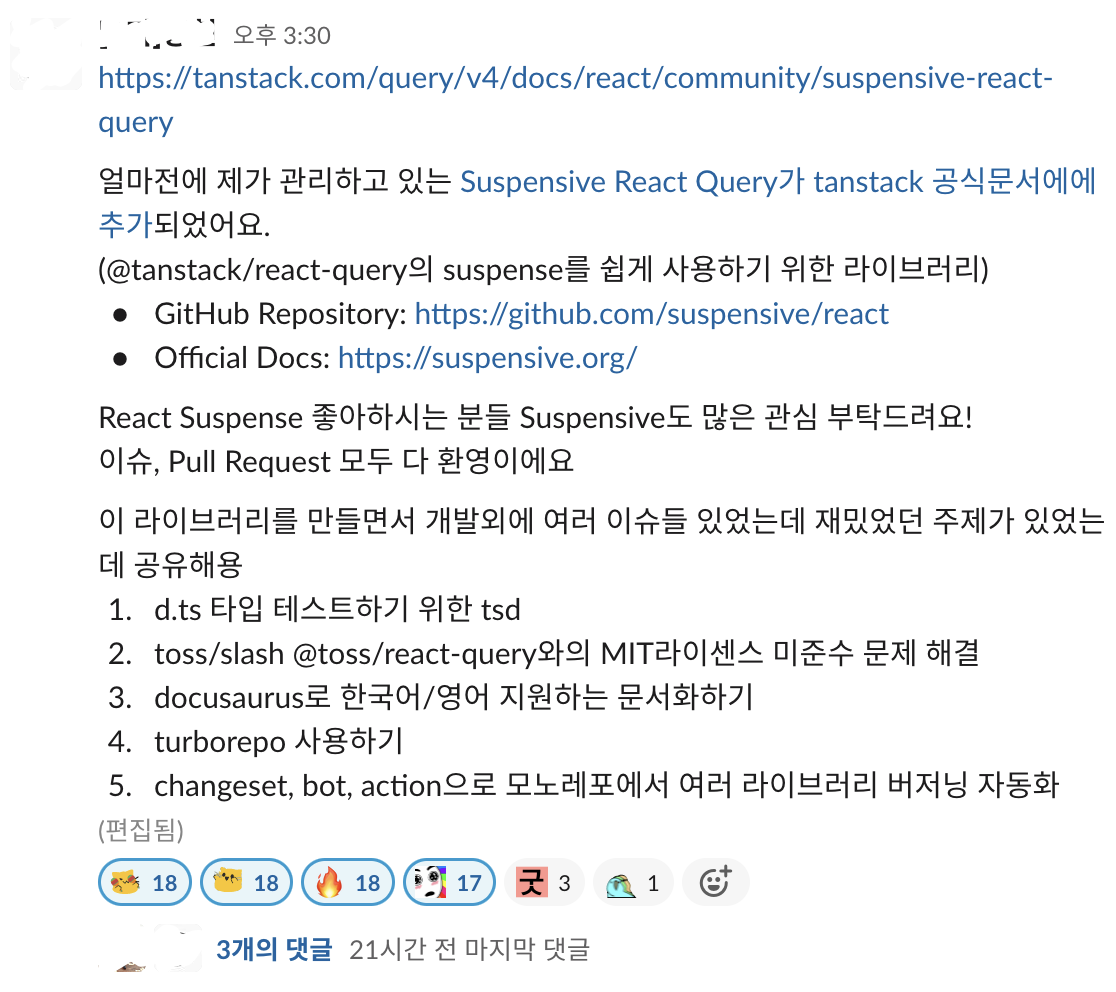 오후 3:30
https://tanstack.com/query/v4/docs/react/community/suspensive-react-
query
얼마전에 제가 관리하고 있는 Suspensive React Query가 tanstack 공식문서에에
추가되었어요.
(@tanstack/react-query의 suspense를 쉽게 사용하기 위한 라이브러리)
● GitHub Repository: https://github.com/suspensive/react
● Official Docs: https://suspensive.org/
React Suspense 좋아하시는 분들 Suspensive도 많은 관심 부탁드려요!
이슈, Pull Request 모두 다 환영이에요
이 라이브러리를 만들면서 개발외에 여러 이슈들 있었는데 재밌었던 주제가 있었는
데 공유해용
1. d.ts 타입 테스트하기 위한 tsd
2. toss/slash @toss/react-query와의 MIT라이센스 미준수 문제 해결
3. docusaurus로 한국어/영어 지원하는 문서화하기
4. turborepo 사용하기
5. changeset, bot, action으로 모노레포에서 여러 라이브러리 버저닝 자동화
(편집됨)
18 18 18 17 굿 3 1
3개의 댓글 21시간 전 마지막 댓글